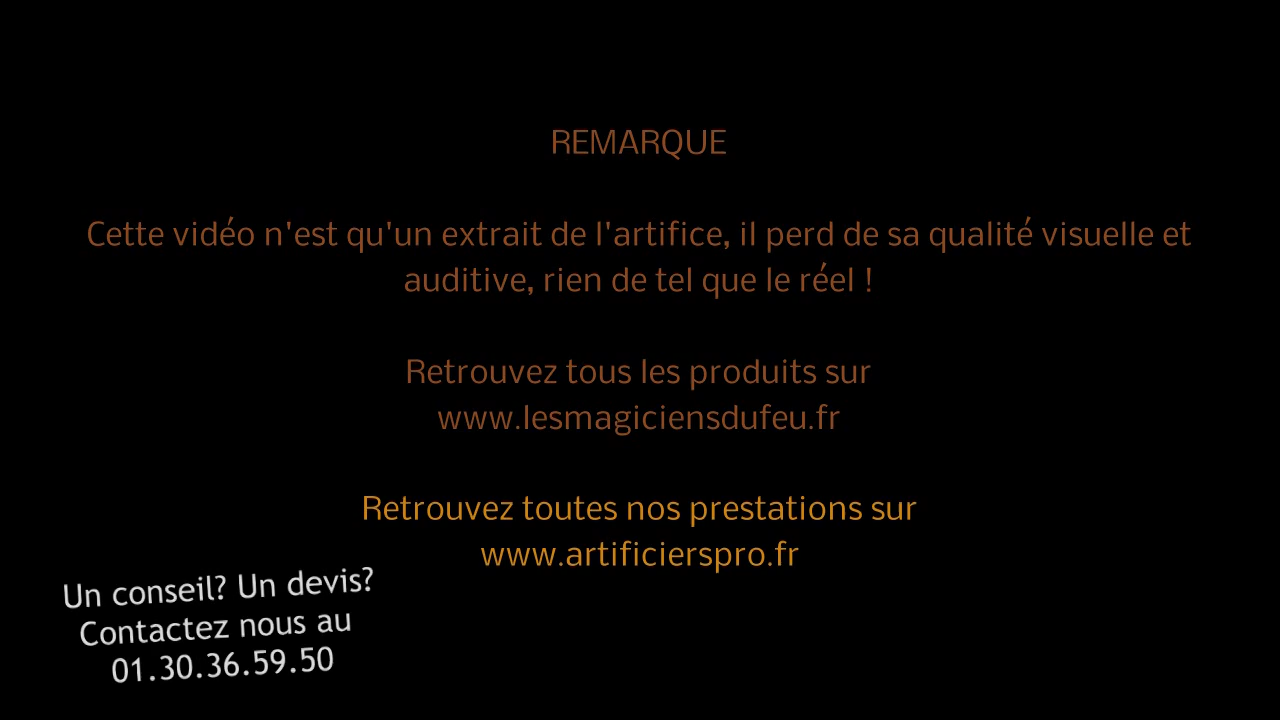 REMARQUE
Cette vidéo n'est qu'un extrait de l'artifice, il perd de sa qualité visuelle et
auditive, rien de tel que le réel !
Retrouvez tous les produits sur
www.lesmagiciensdufeu.fr
Retrouvez toutes nos prestations sur
www.artificierspro.fr
Un conseil? Un devis?
Contactez nous au
01.30.36.59.50